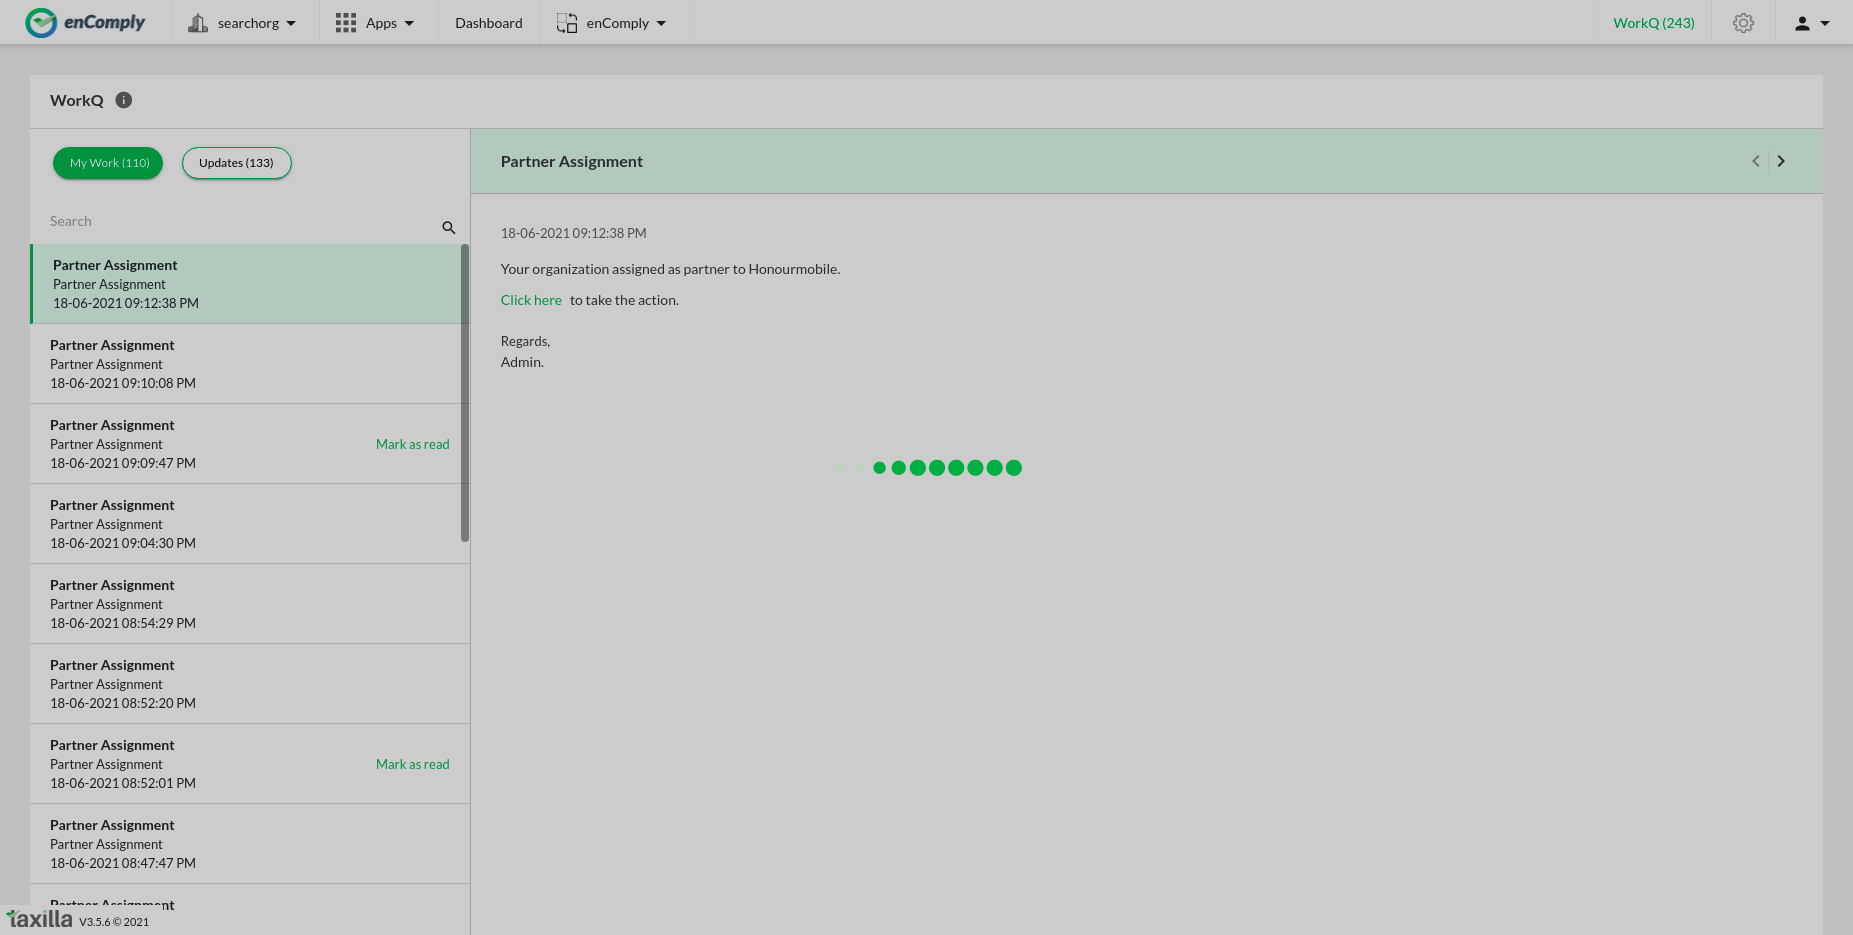 enComply
searchorg
Apps
Dashboard
enComply
WorkQ (243)
WorkQ
My Work (110)
Updates (133)
Search
Partner Assignment
Partner Assignment
18-06-2021 09:12:38 PM
Partner Assignment
Partner Assignment
18-06-2021 09:10:08 PM
Partner Assignment
Partner Assignment
Mark as read
18-06-2021 09:09:47 PM
Partner Assignment
Partner Assignment
18-06-2021 09:04:30 PM
Partner Assignment
Partner Assignment
18-06-2021 08:54:29 PM
Partner Assignment
Partner Assignment
18-06-2021 08:52:20 PM
Partner Assignment
Partner Assignment
Mark as read
18-06-2021 08:52:01 PM
Partner Assignment
Partner Assignment
18-06-2021 08:47:47 PM
Partner Assignment
Partner Assignment
18-06-2021 09:12:38 PM
Your organization assigned as partner to Honourmobile.
Click here to take the action.
Regards,
Admin.
taxilla V3.5.6 © 2021